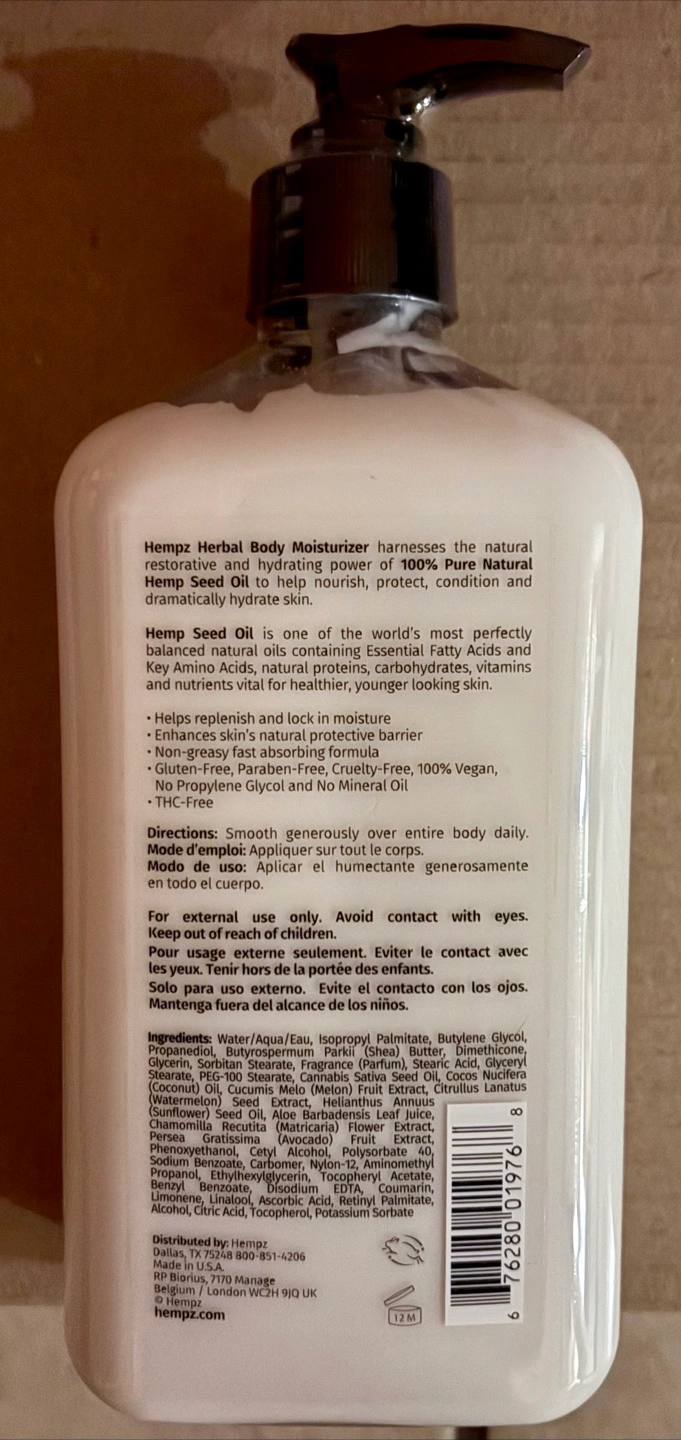 Hempz Herbal Body Moisturizer harnesses the natural
restorative and hydrating power of 100% Pure Natural
Hemp Seed Oil to help nourish, protect, condition and
dramatically hydrate skin.
Hemp Seed Oil is one of the world's most perfectly
balanced natural oils containing Essential Fatty Acids and
Key Amino Acids, natural proteins, carbohydrates, vitamins
and nutrients vital for healthier, younger looking skin.
• Helps replenish and lock in moisture
• Enhances skin's natural protective barrier
• Non-greasy fast absorbing formula
• Gluten-Free, Paraben-Free, Cruelty-Free, 100% Vegan,
No Propylene Glycol and No Mineral Oil
• THC-Free
Directions: Smooth generously over entire body daily.
Mode d'emploi: Appliquer sur tout le corps.
Modo de uso: Aplicar el humectante generosamente
en todo el cuerpo.
For external use only. Avoid contact with eyes.
Keep out of reach of children.
Pour usage externe seulement. Eviter le contact avec
les yeux. Tenir hors de la portée des enfants.
Solo para uso externo. Evite el contacto con los ojos.
Mantenga fuera del alcance de los niños.
Ingredients: Water/Aqua/Eau, Isopropyl Palmitate, Butylene Glycol,
Propanediol, Butyrospermum Parkii (Shea) Butter, Dimethicone,
Glycerin, Sorbitan Stearate, Fragrance (Parfum), Stearic Acid, Glyceryl
Stearate, PEG-100 Stearate, Cannabis Sativa Seed Oil, Cocos Nucifera
(Coconut) Oil, Cucumis Melo (Melon) Fruit Extract, Citrullus Lanatus
(Watermelon) Seed Extract, Helianthus Annuus
(Sunflower) Seed Oil, Aloe Barbadensis Leaf Juice,
Chamomilla Recutita (Matricaria) Flower Extract,
Persea Gratissima (Avocado) Fruit Extract,
Phenoxyethanol, Cetyl Alcohol, Polysorbate 40,
Sodium Benzoate, Carbomer, Nylon-12, Aminomethyl
Propanol, Ethylhexylglycerin, Tocopheryl Acetate,
Benzyl Benzoate, Disodium EDTA, Coumarin,
Limonene, Linalool, Ascorbic Acid, Retinyl Palmitate,
Alcohol, Citric Acid, Tocopherol, Potassium Sorbate
Distributed by: Hempz
Dallas, TX 75248 800-851-4206
Made in U.S.A.
RP Biorius, 7170 Manage
Belgium / London WC2H 9JQ UK
© Hempz
hempz.com
12 M
6 76280 01976 8